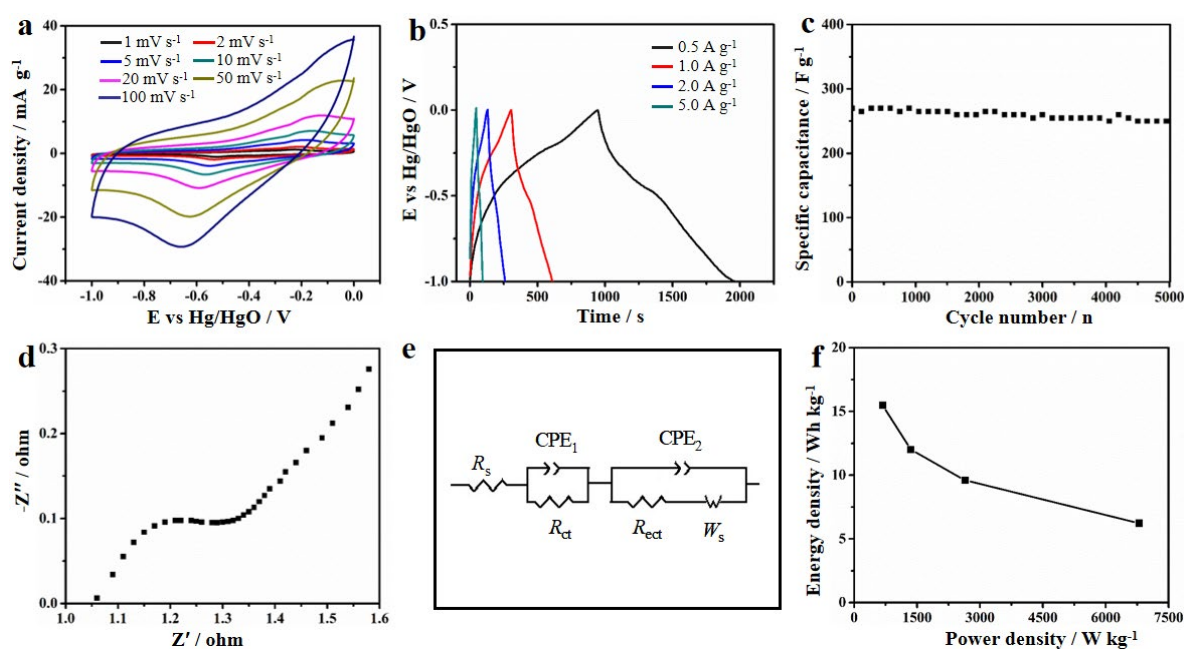 a
1 mV s⁻¹ 2 mV s⁻¹
5 mV s⁻¹ 10 mV s⁻¹
20 mV s⁻¹ 50 mV s⁻¹
100 mV s⁻¹
Current density / mA g⁻¹
40
20
0
-20
-40
-1.0 -0.8 -0.6 -0.4 -0.2 0.0
E vs Hg/HgO / V
b
0.5 A g⁻¹
1.0 A g⁻¹
2.0 A g⁻¹
5.0 A g⁻¹
E vs Hg/HgO / V
0.0
-0.5
-1.0
0 500 1000 1500 2000
Time / s
c
Specific capacitance / F g⁻¹
400
350
300
250
200
150
100
0 1000 2000 3000 4000 5000
Cycle number / n
d
-Z″ / ohm
0.3
0.2
0.1
0.0
1.0 1.1 1.2 1.3 1.4 1.5 1.6
Z′ / ohm
e
CPE₁ CPE₂
Rₛ
R_ct R_ect Wₛ
f
Energy density / Wh kg⁻¹
20
15
10
5
0
0 1500 3000 4500 6000 7500
Power density / W kg⁻¹